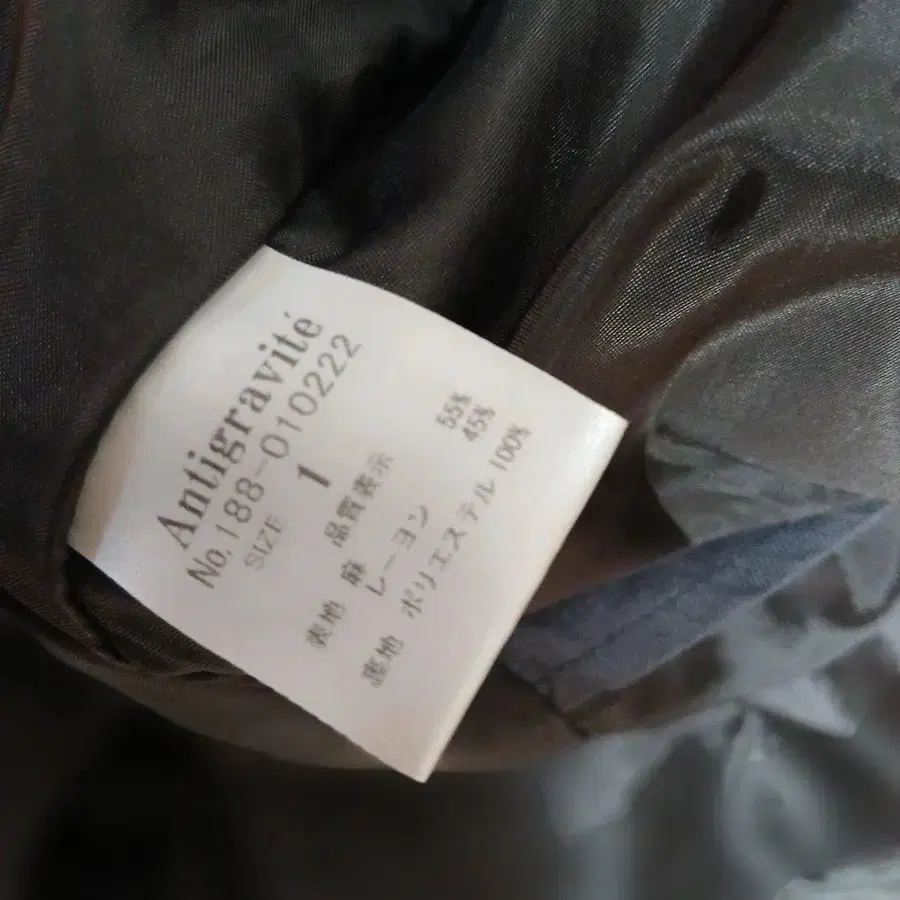 Antigravité
No.188-010222
SIZE 1
品質表示
表地 麻 55%
レーヨン 45%
裏地 ポリエステル 100%